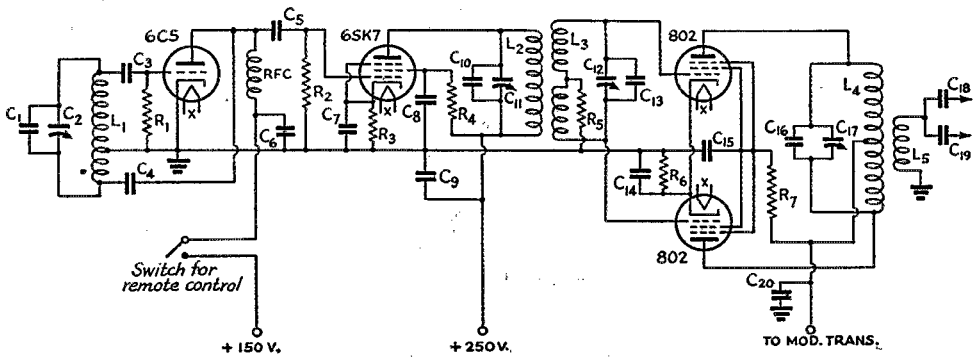 6C5
C5
6SK7
802
C3
RFC
C10
L2
L3
C12
L4
C18
C1
C2
L1
R1
R2
C7
C8
R4
C11
R5
C13
C16
C17
C19
X
X
X
C6
R3
C15
L5
C4
C9
C14
R6
X
R7
802
Switch for
remote control
C20
+ 150 V.
+ 250 V.
TO MOD. TRANS.